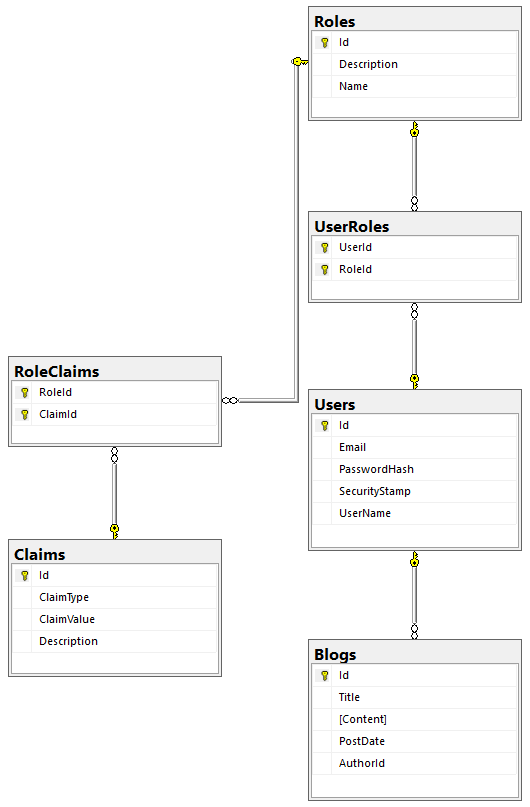 Roles
Id
Description
Name
UserRoles
UserId
RoleId
RoleClaims
RoleId
ClaimId
Users
Id
Email
PasswordHash
SecurityStamp
UserName
Claims
Id
ClaimType
ClaimValue
Description
Blogs
Id
Title
[Content]
PostDate
AuthorId